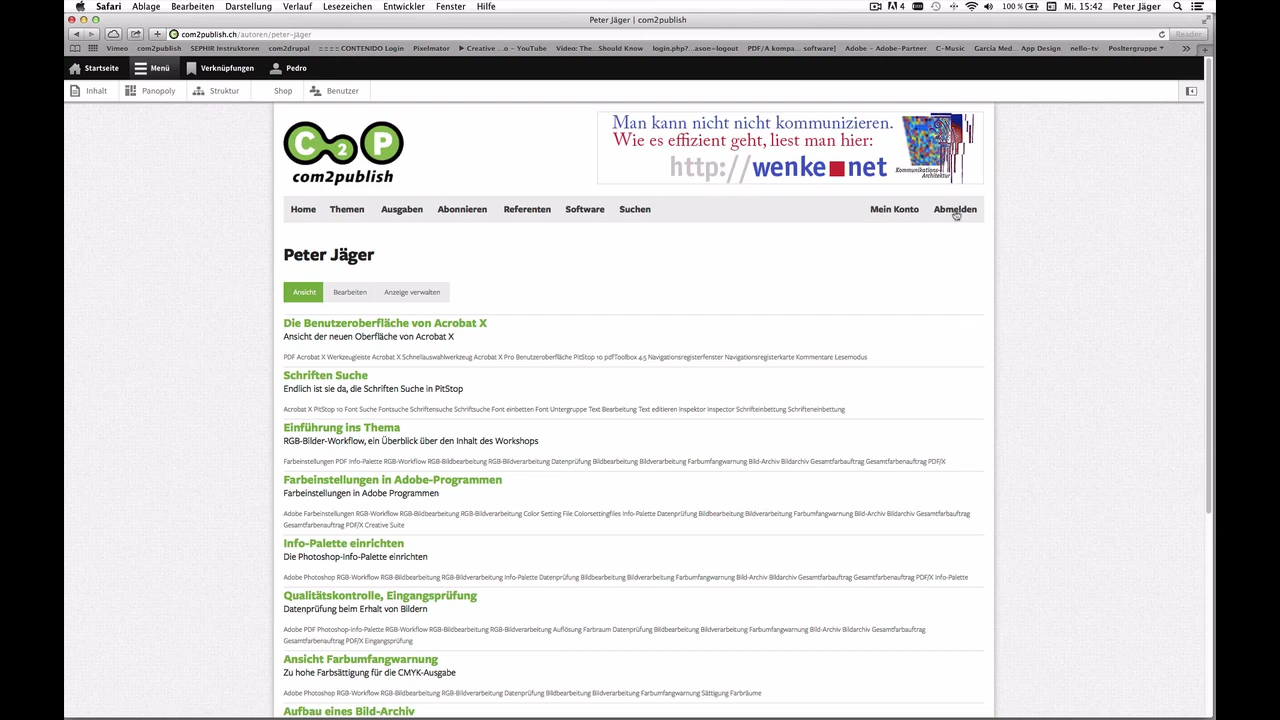 Safari Ablage Bearbeiten Darstellung Verlauf Lesezeichen Entwickler Fenster Hilfe 4 100 % Mi. 15:42 Peter Jäger
Peter Jäger | com2publish
com2publish.ch/autoren/peter-jäger Reader
Vimeo com2publish SEPHIR Instruktoren com2drupal ::::CONTENIDO Login Pixelmator Creative ...o - YouTube Video: The...Should Know login.php?...ason=logout PDF/A kompa... software] Adobe - Adobe-Partner C-Music Garcia Med... App Design nello-tv
Startseite Menü Verknüpfungen Pedro
Inhalt Panopoly Struktur Shop Benutzer
C2P
com2publish
Man kann nicht nicht kommunizieren.
Wie es effizient geht, liest man hier:
http://wenke net
Kommunikations-
Architektur
Home Themen Ausgaben Abonnieren Referenten Software Suchen Mein Konto Abmelden
Peter Jäger
Ansicht Bearbeiten Anzeige verwalten
Die Benutzeroberfläche von Acrobat X
Ansicht der neuen Oberfläche von Acrobat X
PDF Acrobat X Werkzeugleiste Acrobat X Schnellauswahlwerkzeug Acrobat X Pro Benutzeroberfläche PitStop 10 pdfToolbox 4.5 Navigationsregisterfenster Navigationsregisterkarte Kommentare Lesemodus
Schriften Suche
Endlich ist sie da, die Schriften Suche in PitStop
Acrobat X PitStop 10 Font Suche Fontsuche Schriftensuche Schriftsuche Font einbetten Font Untergruppe Text Bearbeitung Text editieren Inspektor Inspector Schrifteinbettung Schrifteneinbettung
Einführung ins Thema
RGB-Bilder-Workflow, ein Überblick über den Inhalt des Workshops
Farbeinstellungen PDF Info-Palette RGB-Workflow RGB-Bildbearbeitung RGB-Bildverarbeitung Datenprüfung Bildbearbeitung Bildverarbeitung Farbumfangwarnung Bild-Archiv Bildarchiv Gesamtfarbauftrag Gesamtfarbenauftrag PDF/X
Farbeinstellungen in Adobe-Programmen
Farbeinstellungen in Adobe Programmen
Adobe Farbeinstellungen RGB-Workflow RGB-Bildbearbeitung RGB-Bildverarbeitung Color Setting File Colorsettingfiles Info-Palette Datenprüfung Bildbearbeitung Bildverarbeitung Farbumfangwarnung Bild-Archiv Bildarchiv Gesamtfarbauftrag
Gesamtfarbenauftrag PDF/X Creative Suite
Info-Palette einrichten
Die Photoshop-Info-Palette einrichten
Adobe Photoshop RGB-Workflow RGB-Bildbearbeitung RGB-Bildverarbeitung Info-Palette Datenprüfung Bildbearbeitung Bildverarbeitung Farbumfangwarnung Bild-Archiv Bildarchiv Gesamtfarbauftrag Gesamtfarbenauftrag PDF/X Info-Palette
Qualitätskontrolle, Eingangsprüfung
Datenprüfung beim Erhalt von Bildern
Adobe PDF Photoshop-Info-Palette RGB-Workflow RGB-Bildbearbeitung RGB-Bildverarbeitung Auflösung Farbraum Datenprüfung Bildbearbeitung Bildverarbeitung Farbumfangwarnung Bild-Archiv Bildarchiv Gesamtfarbauftrag
Gesamtfarbenauftrag PDF/X Eingangsprüfung
Ansicht Farbumfangwarnung
Zu hohe Farbsättigung für die CMYK-Ausgabe
Adobe Photoshop RGB-Workflow RGB-Bildbearbeitung RGB-Bildverarbeitung Datenprüfung Bildbearbeitung Bildverarbeitung Farbumfangwarnung Sättigung Farbräume
Aufbau eines Bild-Archiv